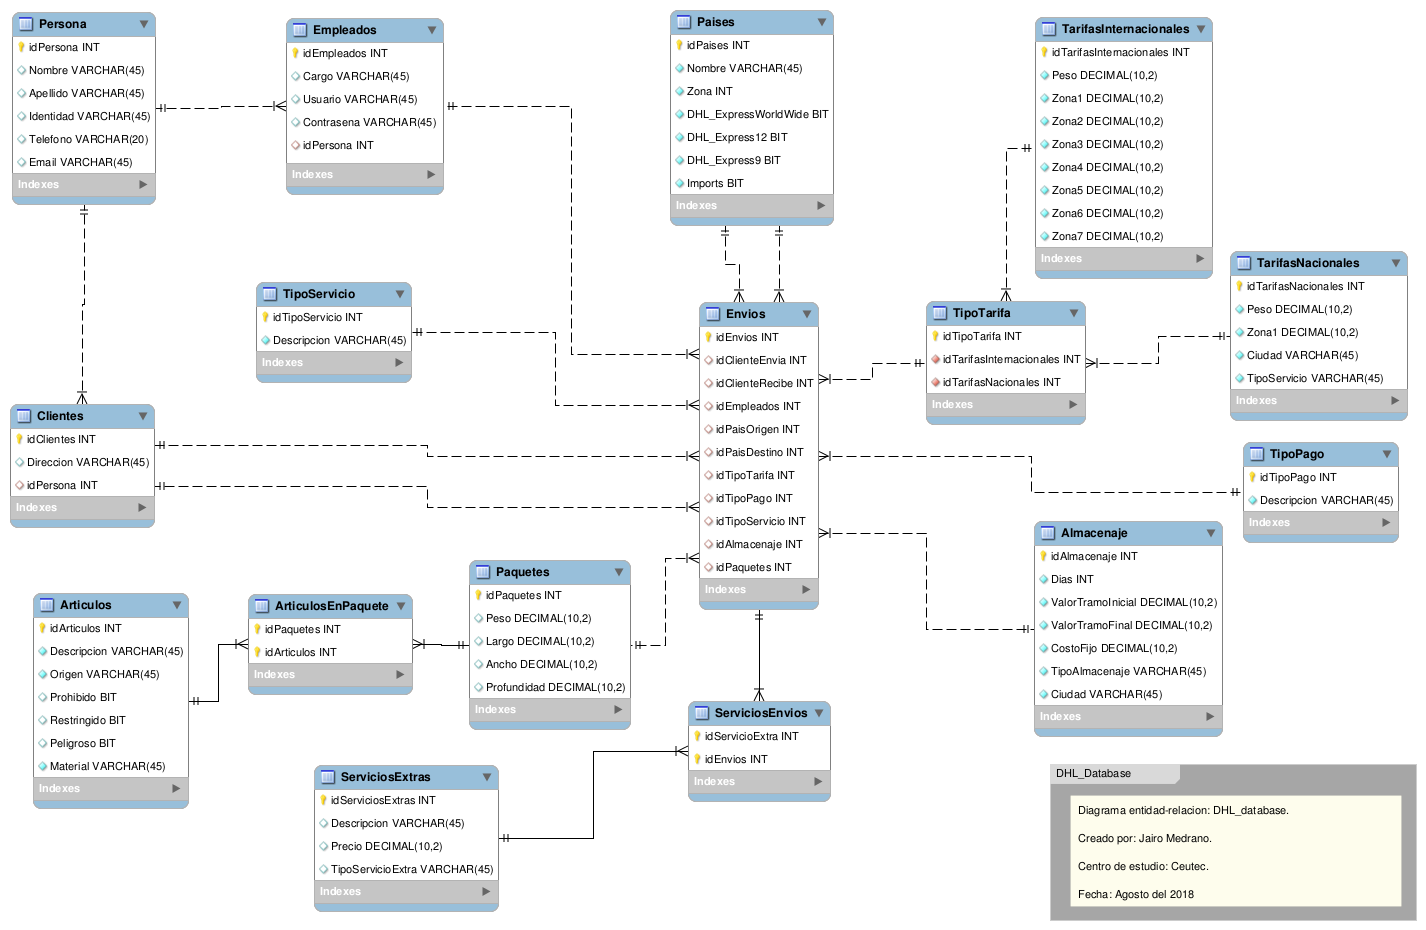 Persona
idPersona INT
Nombre VARCHAR(45)
Apellido VARCHAR(45)
Identidad VARCHAR(45)
Telefono VARCHAR(20)
Email VARCHAR(45)
Indexes
Empleados
idEmpleados INT
Cargo VARCHAR(45)
Usuario VARCHAR(45)
Contrasena VARCHAR(45)
idPersona INT
Indexes
Paises
idPaises INT
Nombre VARCHAR(45)
Zona INT
DHL_ExpressWorldWide BIT
DHL_Express12 BIT
DHL_Express9 BIT
Imports BIT
Indexes
TarifasInternacionales
idTarifasInternacionales INT
Peso DECIMAL(10,2)
Zona1 DECIMAL(10,2)
Zona2 DECIMAL(10,2)
Zona3 DECIMAL(10,2)
Zona4 DECIMAL(10,2)
Zona5 DECIMAL(10,2)
Zona6 DECIMAL(10,2)
Zona7 DECIMAL(10,2)
Indexes
TarifasNacionales
idTarifasNacionales INT
Peso DECIMAL(10,2)
Zona1 DECIMAL(10,2)
Ciudad VARCHAR(45)
TipoServicio VARCHAR(45)
Indexes
TipoServicio
idTipoServicio INT
Descripcion VARCHAR(45)
Indexes
Envios
idEnvios INT
idClienteEnvia INT
idClienteRecibe INT
idEmpleados INT
idPaisOrigen INT
idPaisDestino INT
idTipoTarifa INT
idTipoPago INT
idTipoServicio INT
idAlmacenaje INT
idPaquetes INT
Indexes
TipoTarifa
idTipoTarifa INT
idTarifasInternacionales INT
idTarifasNacionales INT
Indexes
Clientes
idClientes INT
Direccion VARCHAR(45)
idPersona INT
Indexes
TipoPago
idTipoPago INT
Descripcion VARCHAR(45)
Indexes
Almacenaje
idAlmacenaje INT
Dias INT
ValorTramoInicial DECIMAL(10,2)
ValorTramoFinal DECIMAL(10,2)
CostoFijo DECIMAL(10,2)
TipoAlmacenaje VARCHAR(45)
Ciudad VARCHAR(45)
Indexes
Articulos
idArticulos INT
Descripcion VARCHAR(45)
Origen VARCHAR(45)
Prohibido BIT
Restringido BIT
Peligroso BIT
Material VARCHAR(45)
Indexes
ArticulosEnPaquete
idPaquetes INT
idArticulos INT
Indexes
Paquetes
idPaquetes INT
Peso DECIMAL(10,2)
Largo DECIMAL(10,2)
Ancho DECIMAL(10,2)
Profundidad DECIMAL(10,2)
Indexes
ServiciosEnvios
idServicioExtra INT
idEnvios INT
Indexes
ServiciosExtras
idServiciosExtras INT
Descripcion VARCHAR(45)
Precio DECIMAL(10,2)
TipoServicioExtra VARCHAR(45)
Indexes
DHL_Database
Diagrama entidad-relacion: DHL_database.
Creado por: Jairo Medrano.
Centro de estudio: Ceutec.
Fecha: Agosto del 2018